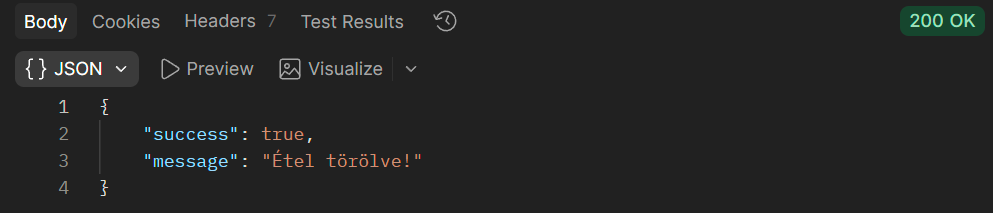 Body Cookies Headers 7 Test Results 200 OK
{} JSON Preview Visualize
1 {
2 "success": true,
3 "message": "Étel törölve!"
4 }